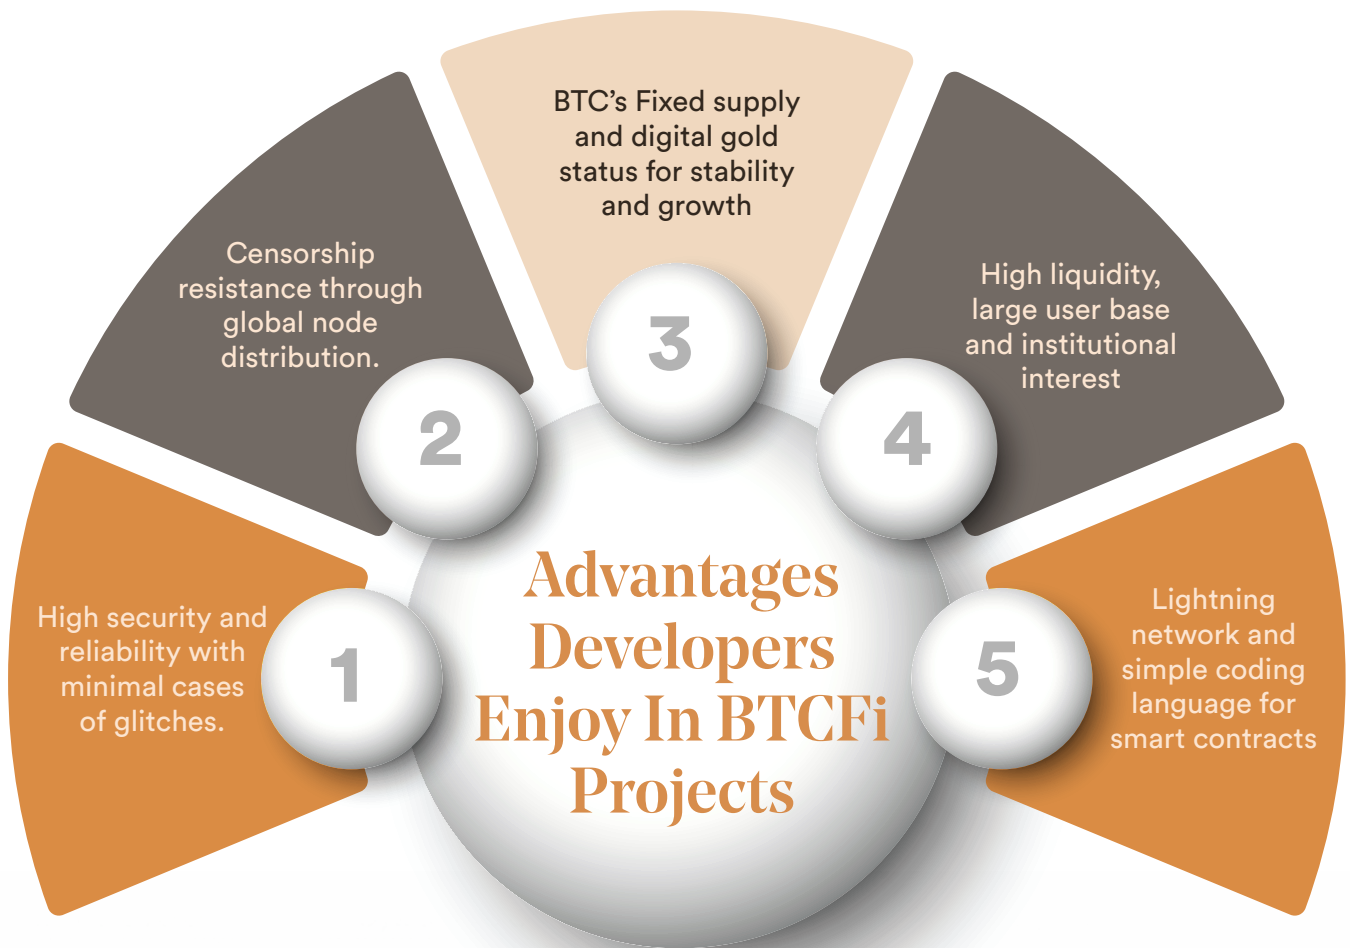 Advantages
Developers
Enjoy In BTCFi
Projects
1
High security and
reliability with
minimal cases
of glitches.
2
Censorship
resistance through
global node
distribution.
3
BTC’s Fixed supply
and digital gold
status for stability
and growth
4
High liquidity,
large user base
and institutional
interest
5
Lightning
network and
simple coding
language for
smart contracts